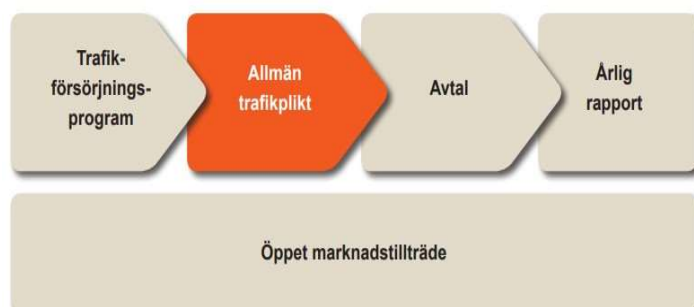 Trafik-
försörjnings-
program
Allmän
trafikplikt
Avtal
Årlig
rapport
Öppet marknadstillträde